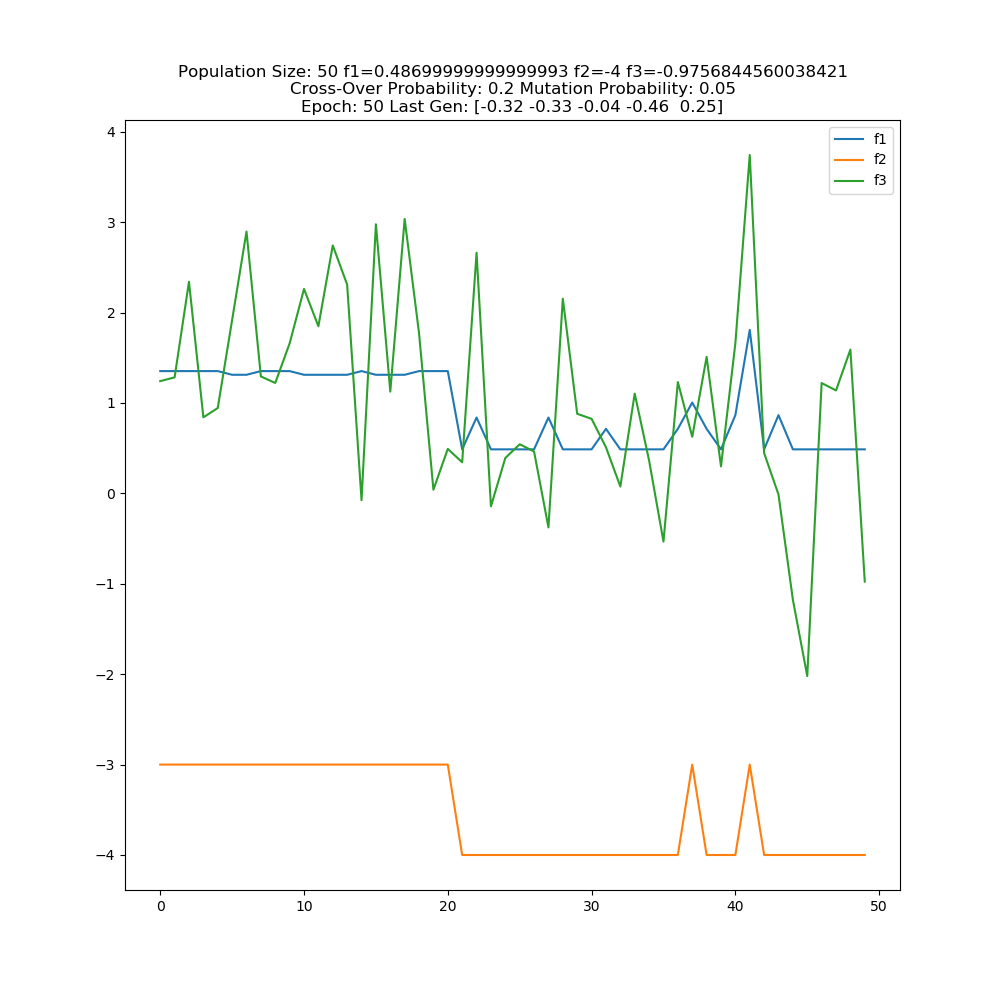 Population Size: 50 f1=0.48699999999999993 f2=-4 f3=-0.9756844560038421
Cross-Over Probability: 0.2 Mutation Probability: 0.05
Epoch: 50 Last Gen: [-0.32 -0.33 -0.04 -0.46  0.25]
f1
f2
f3
4
3
2
1
0
−1
−2
−3
−4
0
10
20
30
40
50